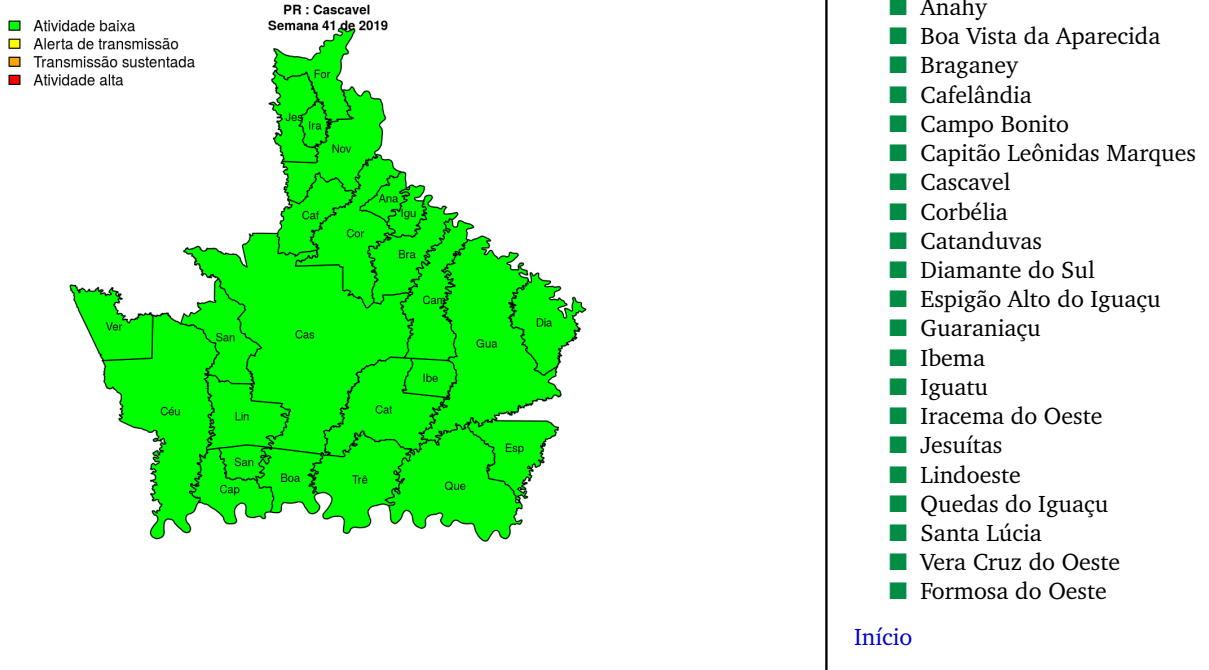 PR : Cascavel
Semana 41 de 2019
Atividade baixa
Alerta de transmissão
Transmissão sustentada
Atividade alta
For
Jes
Ira
Nov
Ana
Igu
Caf
Cor
Bra
Cam
Dia
Ver
San
Cas
Gua
Ibe
Céu
Lin
Cat
San
Cap
Boa
Trê
Que
Esp
Anahy
Boa Vista da Aparecida
Braganey
Cafelândia
Campo Bonito
Capitão Leônidas Marques
Cascavel
Corbélia
Catanduvas
Diamante do Sul
Espigão Alto do Iguaçu
Guaraniaçu
Ibema
Iguatu
Iracema do Oeste
Jesuítas
Lindoeste
Quedas do Iguaçu
Santa Lúcia
Vera Cruz do Oeste
Formosa do Oeste
Início